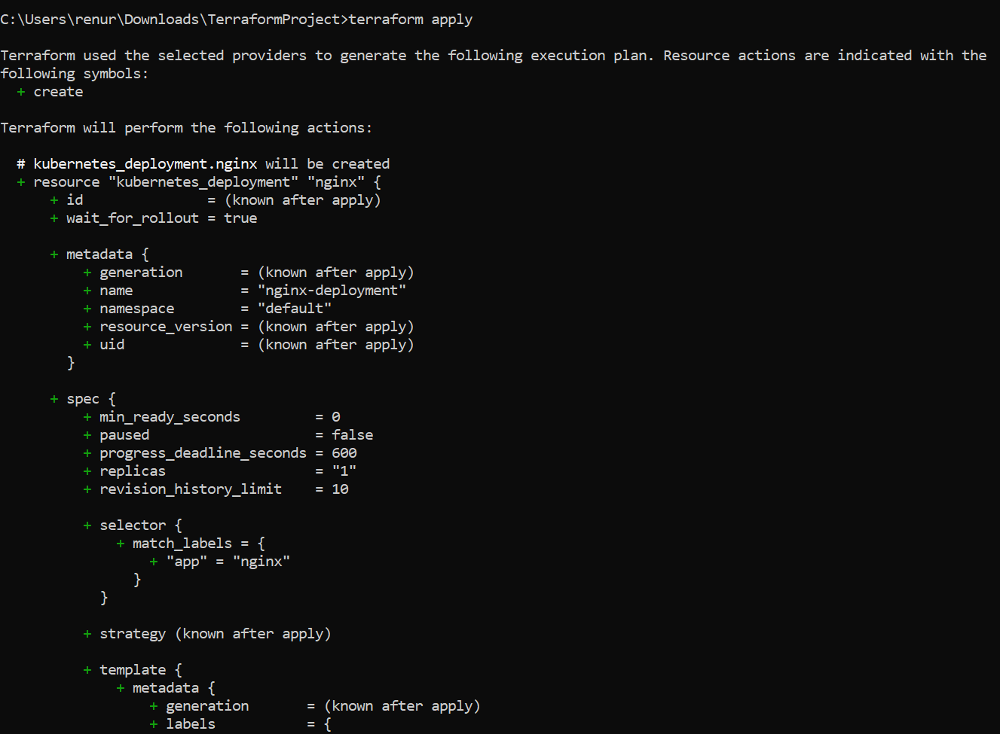 C:\Users\renur\Downloads\TerraformProject>terraform apply
Terraform used the selected providers to generate the following execution plan. Resource actions are indicated with the
following symbols:
  + create
Terraform will perform the following actions:
  # kubernetes_deployment.nginx will be created
  + resource "kubernetes_deployment" "nginx" {
      + id               = (known after apply)
      + wait_for_rollout = true
      + metadata {
          + generation       = (known after apply)
          + name             = "nginx-deployment"
          + namespace        = "default"
          + resource_version = (known after apply)
          + uid              = (known after apply)
        }
      + spec {
          + min_ready_seconds         = 0
          + paused                    = false
          + progress_deadline_seconds = 600
          + replicas                  = "1"
          + revision_history_limit    = 10
          + selector {
              + match_labels = {
                  + "app" = "nginx"
                }
            }
          + strategy (known after apply)
          + template {
              + metadata {
                  + generation       = (known after apply)
                  + labels           = {